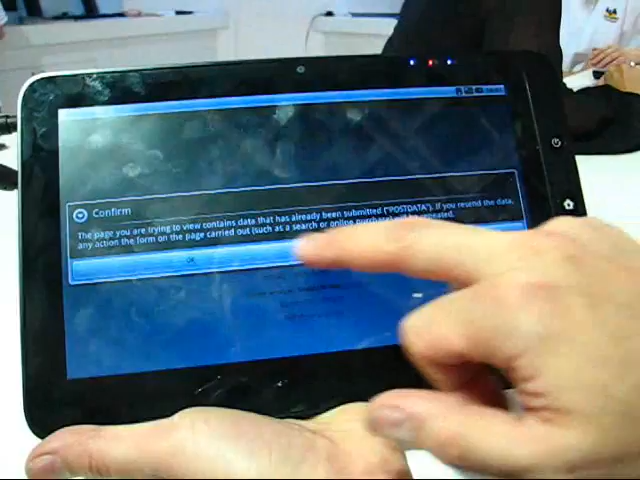 Confirm
The page you are trying to view contains data that has already been submitted ("POSTDATA"). If you resend the data,
any action the form on the page carried out (such as a search or online purchase) will be repeated.
OK